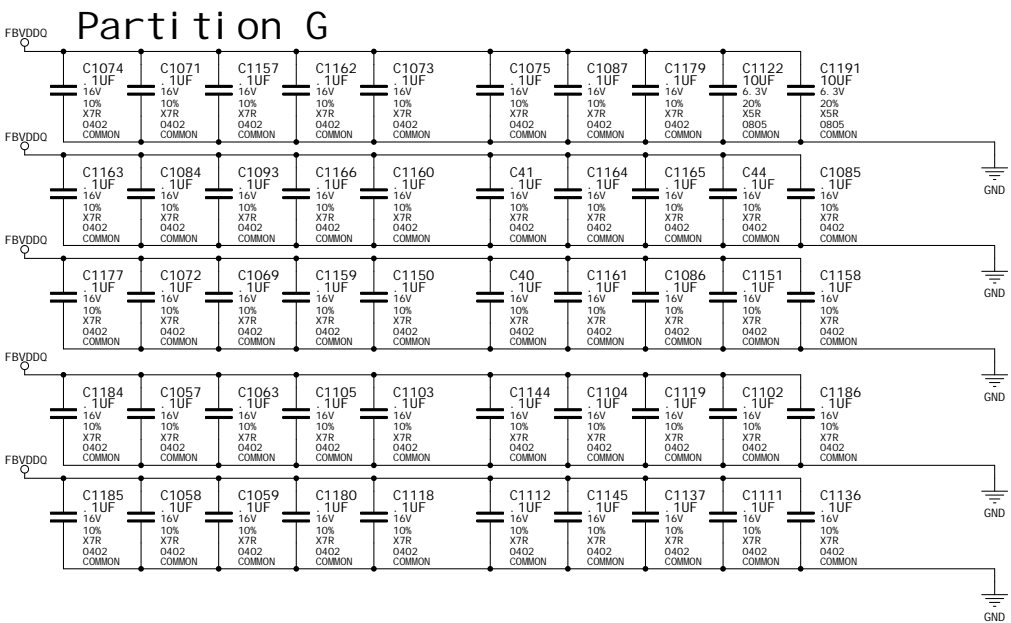 Partition G
FBVDDQ
C1074 C1071 C1157 C1162 C1073 C1075 C1087 C1179 C1122 C1191
.1UF .1UF .1UF .1UF .1UF .1UF .1UF .1UF 10UF 10UF
16V 16V 16V 16V 16V 16V 16V 16V 6.3V 6.3V
10% 10% 10% 10% 10% 10% 10% 10% 20% 20%
X7R X7R X7R X7R X7R X7R X7R X7R X5R X5R
0402 0402 0402 0402 0402 0402 0402 0402 0805 0805
COMMON COMMON COMMON COMMON COMMON COMMON COMMON COMMON COMMON COMMON
FBVDDQ
C1163 C1084 C1093 C1166 C1160 C41 C1164 C1165 C44 C1085
.1UF .1UF .1UF .1UF .1UF .1UF .1UF .1UF .1UF .1UF
16V 16V 16V 16V 16V 16V 16V 16V 16V 16V
GND
10% 10% 10% 10% 10% 10% 10% 10% 10% 10%
X7R X7R X7R X7R X7R X7R X7R X7R X7R X7R
0402 0402 0402 0402 0402 0402 0402 0402 0402 0402
COMMON COMMON COMMON COMMON COMMON COMMON COMMON COMMON COMMON COMMON
FBVDDQ
C1177 C1072 C1069 C1159 C1150 C40 C1161 C1086 C1151 C1158
.1UF .1UF .1UF .1UF .1UF .1UF .1UF .1UF .1UF .1UF
16V 16V 16V 16V 16V 16V 16V 16V 16V 16V
GND
10% 10% 10% 10% 10% 10% 10% 10% 10% 10%
X7R X7R X7R X7R X7R X7R X7R X7R X7R X7R
0402 0402 0402 0402 0402 0402 0402 0402 0402 0402
COMMON COMMON COMMON COMMON COMMON COMMON COMMON COMMON COMMON COMMON
FBVDDQ
C1184 C1057 C1063 C1105 C1103 C1144 C1104 C1119 C1102 C1186
GND
.1UF .1UF .1UF .1UF .1UF .1UF .1UF .1UF .1UF .1UF
16V 16V 16V 16V 16V 16V 16V 16V 16V 16V
10% 10% 10% 10% 10% 10% 10% 10% 10% 10%
X7R X7R X7R X7R X7R X7R X7R X7R X7R X7R
0402 0402 0402 0402 0402 0402 0402 0402 0402 0402
COMMON COMMON COMMON COMMON COMMON COMMON COMMON COMMON COMMON COMMON
FBVDDQ
C1185 C1058 C1059 C1180 C1118 C1112 C1145 C1137 C1111 C1136
.1UF .1UF .1UF .1UF .1UF .1UF .1UF .1UF .1UF .1UF
GND
16V 16V 16V 16V 16V 16V 16V 16V 16V 16V
10% 10% 10% 10% 10% 10% 10% 10% 10% 10%
X7R X7R X7R X7R X7R X7R X7R X7R X7R X7R
0402 0402 0402 0402 0402 0402 0402 0402 0402 0402
COMMON COMMON COMMON COMMON COMMON COMMON COMMON COMMON COMMON COMMON
GND